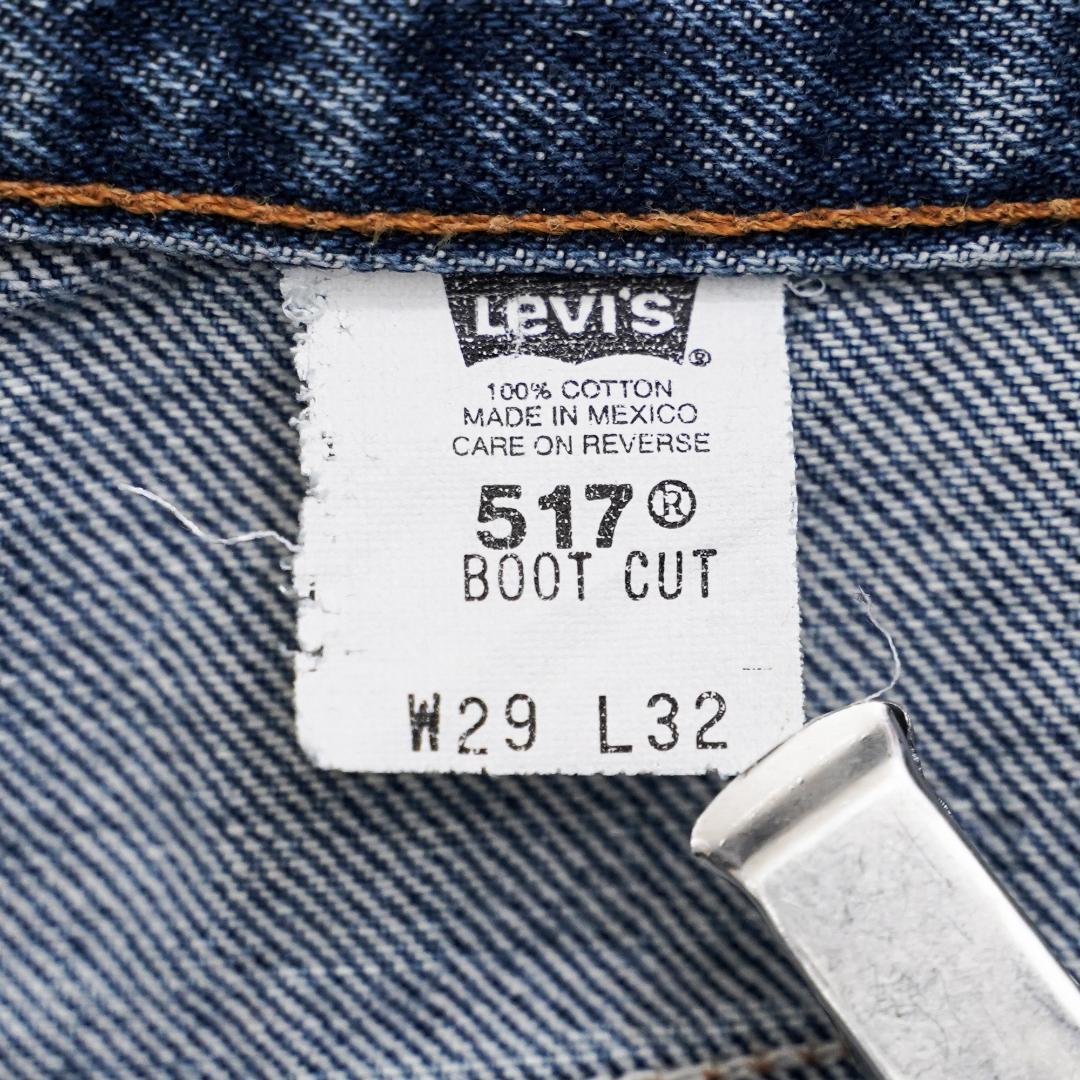 Levi's®
100% COTTON
MADE IN MEXICO
CARE ON REVERSE
517®
BOOT CUT
W29 L32